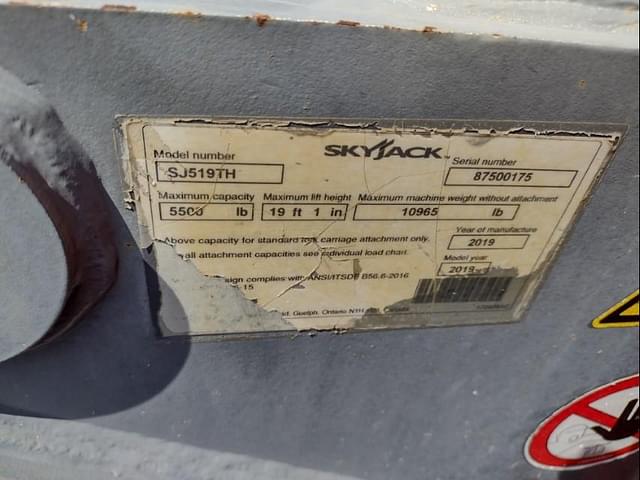 SKYJACK
Model number
SJ519TH
Serial number
87500175
Maximum capacity
5500 lb
Maximum lift height
19 ft 1 in
Maximum machine weight without attachment
10965 lb
Above capacity for standard fork carriage attachment only.
all attachment capacities see individual load chart.
Year of manufacture
2019
Model year
2019
sign complies with ANSI/ITSDF B56.6-2016
15
Guelph, Ontario N1H Canada